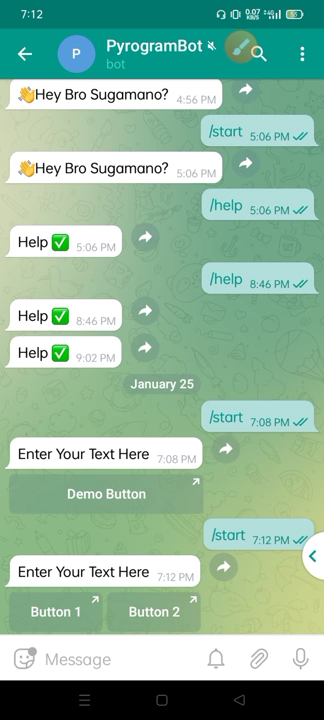 7:12
0.07 KB/S
4G
P
PyrogramBot
bot
👋Hey Bro Sugamano? 4:56 PM
/start 5:06 PM
👋Hey Bro Sugamano? 5:06 PM
/help 5:06 PM
Help ✅ 5:06 PM
/help 8:46 PM
Help ✅ 8:46 PM
Help ✅ 9:02 PM
January 25
/start 7:08 PM
Enter Your Text Here 7:08 PM
Demo Button
/start 7:12 PM
Enter Your Text Here 7:12 PM
Button 1 Button 2
Message